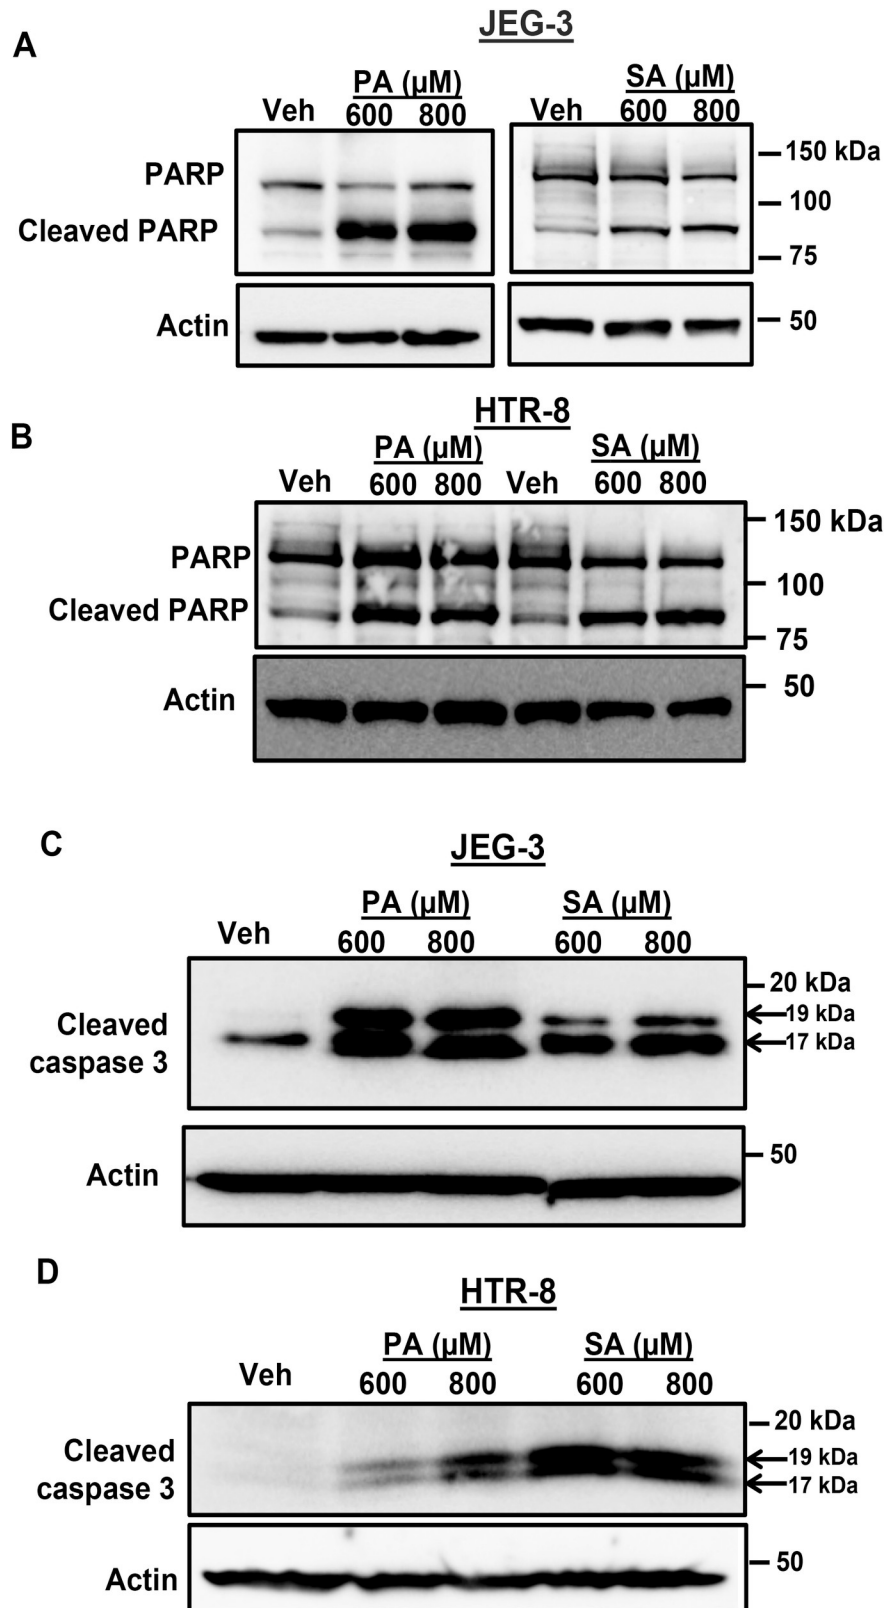 A
JEG-3
PA (µM)
SA (µM)
Veh 600 800
Veh 600 800
PARP
150 kDa
100
Cleaved PARP
75
Actin
50
B
HTR-8
PA (µM)
SA (µM)
Veh 600 800 Veh 600 800
150 kDa
PARP
100
Cleaved PARP
75
50
Actin
C
JEG-3
PA (µM)
SA (µM)
Veh 600 800 600 800
20 kDa
19 kDa
Cleaved
caspase 3
17 kDa
50
Actin
D
HTR-8
PA (µM)
SA (µM)
Veh 600 800 600 800
20 kDa
Cleaved
caspase 3
19 kDa
17 kDa
50
Actin